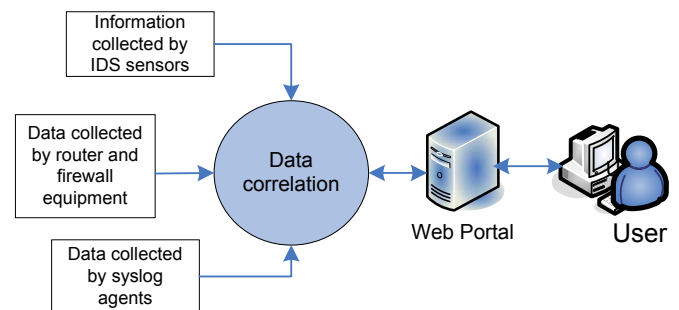 Information
collected by
IDS sensors
Data collected
by router and
firewall
equipment
Data
correlation
Data collected
by syslog
agents
Web Portal
User